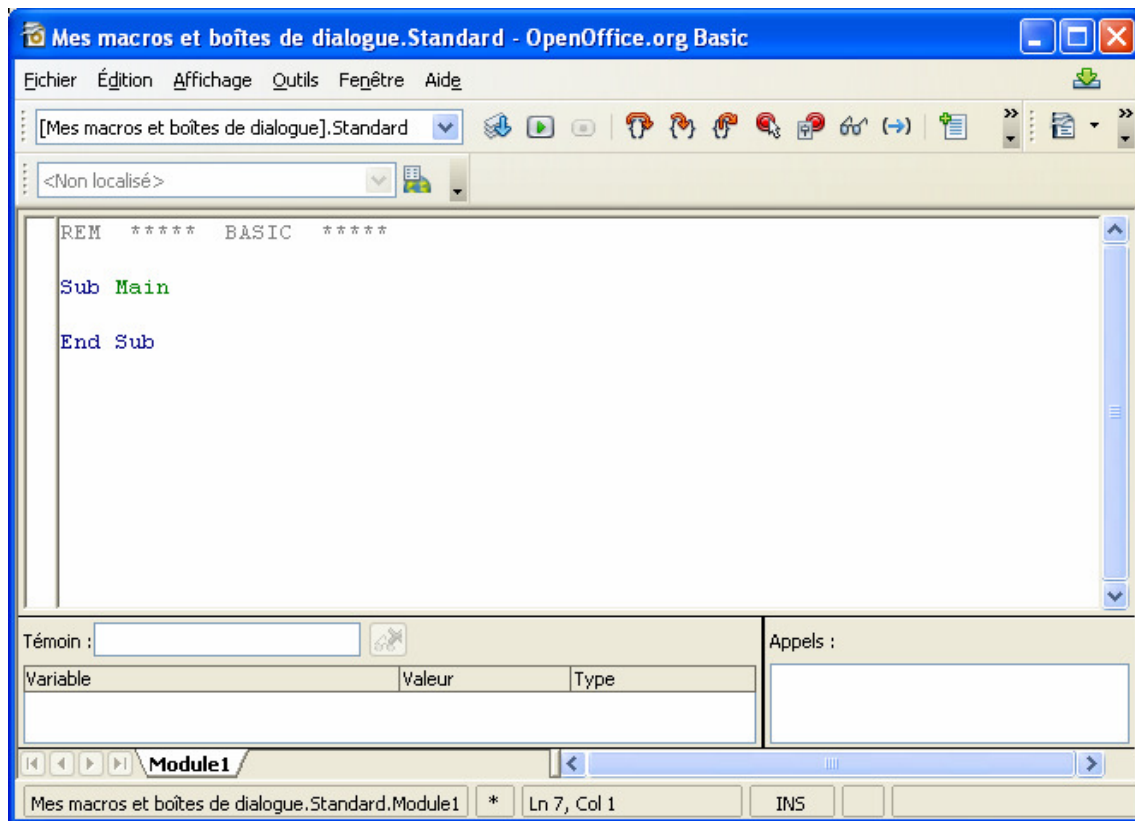 Mes macros et boîtes de dialogue.Standard - OpenOffice.org Basic
Fichier Édition Affichage Outils Fenêtre Aide
[Mes macros et boîtes de dialogue].Standard
<Non localisé>
REM ***** BASIC *****
Sub Main
End Sub
Témoin :
Appels :
Variable Valeur Type
Module1
Mes macros et boîtes de dialogue.Standard.Module1 * Ln 7, Col 1 INS